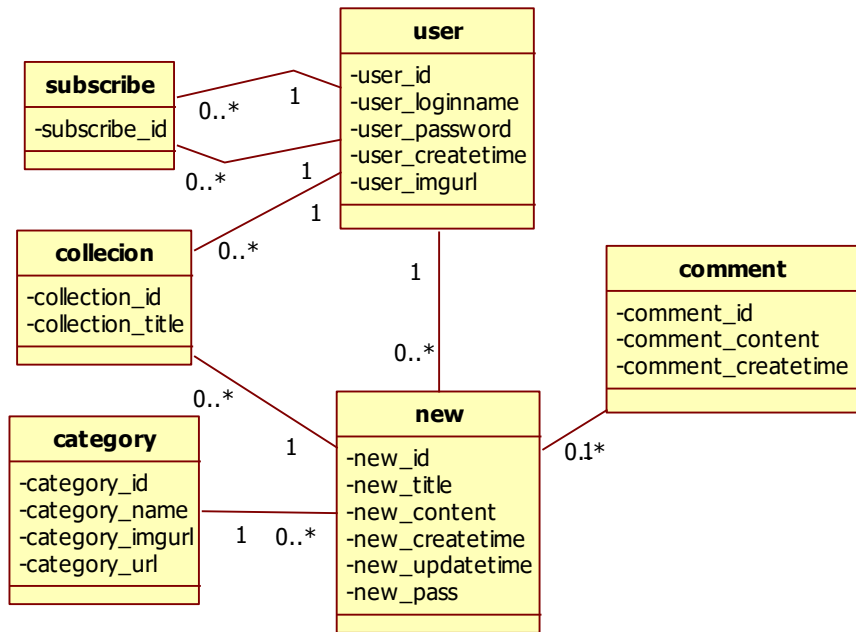 user
-user_id
-user_loginname
-user_password
-user_createtime
-user_imgurl
subscribe
-subscribe_id
0..*
1
0..*
1
collecion
-collection_id
-collection_title
0..*
1
1
0..*
comment
-comment_id
-comment_content
-comment_createtime
0..*
1
category
-category_id
-category_name
-category_imgurl
-category_url
1
0..*
new
-new_id
-new_title
-new_content
-new_createtime
-new_updatetime
-new_pass
0..*
1